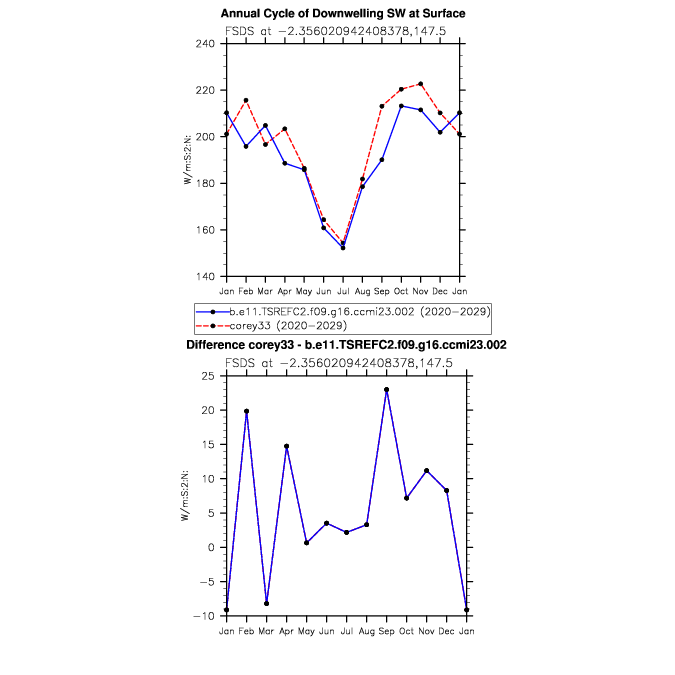 Annual Cycle of Downwelling SW at Surface
FSDS at −2.356020942408378,147.5
240
220
200
180
160
140
W/m:S:2:N:
Jan Feb Mar Apr May Jun Jul Aug Sep Oct Nov Dec Jan
b.e11.TSREFC2.f09.g16.ccmi23.002 (2020−2029)
corey33 (2020−2029)
Difference corey33 - b.e11.TSREFC2.f09.g16.ccmi23.002
FSDS at −2.356020942408378,147.5
25
20
15
10
5
0
−5
−10
W/m:S:2:N:
Jan Feb Mar Apr May Jun Jul Aug Sep Oct Nov Dec Jan